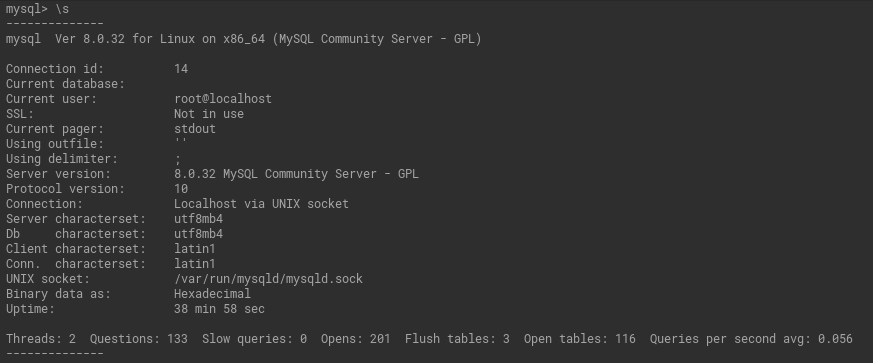 mysql> \s
--------------
mysql  Ver 8.0.32 for Linux on x86_64 (MySQL Community Server - GPL)

Connection id:          14
Current database:
Current user:           root@localhost
SSL:                    Not in use
Current pager:          stdout
Using outfile:          ''
Using delimiter:        ;
Server version:         8.0.32 MySQL Community Server - GPL
Protocol version:       10
Connection:             Localhost via UNIX socket
Server characterset:    utf8mb4
Db     characterset:    utf8mb4
Client characterset:    latin1
Conn.  characterset:    latin1
UNIX socket:            /var/run/mysqld/mysqld.sock
Binary data as:         Hexadecimal
Uptime:                 38 min 58 sec

Threads: 2  Questions: 133  Slow queries: 0  Opens: 201  Flush tables: 3  Open tables: 116  Queries per second avg: 0.056
--------------